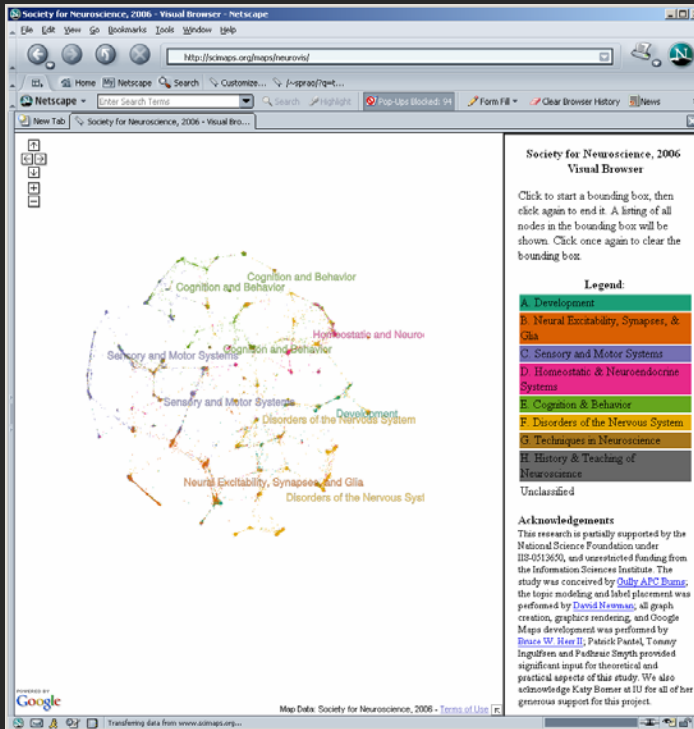 Society for Neuroscience, 2006 - Visual Browser - Netscape
File Edit View Go Bookmarks Tools Window Help
http://scimaps.org/maps/neurovis/
Home My Netscape Search Customize...
Netscape Enter Search Terms Search Highlight Pop-Ups Blocked: 94 Form Fill Clear Browser History News
New Tab Society for Neuroscience, 2006 - Visual Bro...
Society for Neuroscience, 2006
Visual Browser
Click to start a bounding box, then
click again to end it. A listing of all
nodes in the bounding box will be
shown. Click once again to clear the
bounding box.
Legend:
A. Development
B. Neural Excitability, Synapses, &
Glia
C. Sensory and Motor Systems
D. Homeostatic & Neuroendocrine
Systems
E. Cognition & Behavior
F. Disorders of the Nervous System
G. Techniques in Neuroscience
H. History & Teaching of
Neuroscience
Unclassified
Acknowledgements
This research is partially supported by the
National Science Foundation under
IIS-0513650, and unrestricted funding from
the Information Sciences Institute. The
study was conceived by Gully APC Burns;
the topic modeling and label placement was
performed by David Newman; all graph
creation, graphics rendering, and Google
Maps development was performed by
Bruce W. Herr II; Patrick Pantel, Tommy
Ingulfsen and Padhraic Smyth provided
significant input for theoretical and
practical aspects of this study. We also
acknowledge Katy Borner at IU for all of her
generous support for this project.
Cognition and Behavior
Cognition and Behavior
Homeostatic and Neuro
Cognition and Behavior
Sensory and Motor Systems
Sensory and Motor Systems
Development
Disorders of the Nervous System
Neural Excitability, Synapses, and Glia
Disorders of the Nervous Syst
POWERED BY
Google
Map Data: Society for Neuroscience, 2006 - Terms of Use
Transferring data from www.scimaps.org...